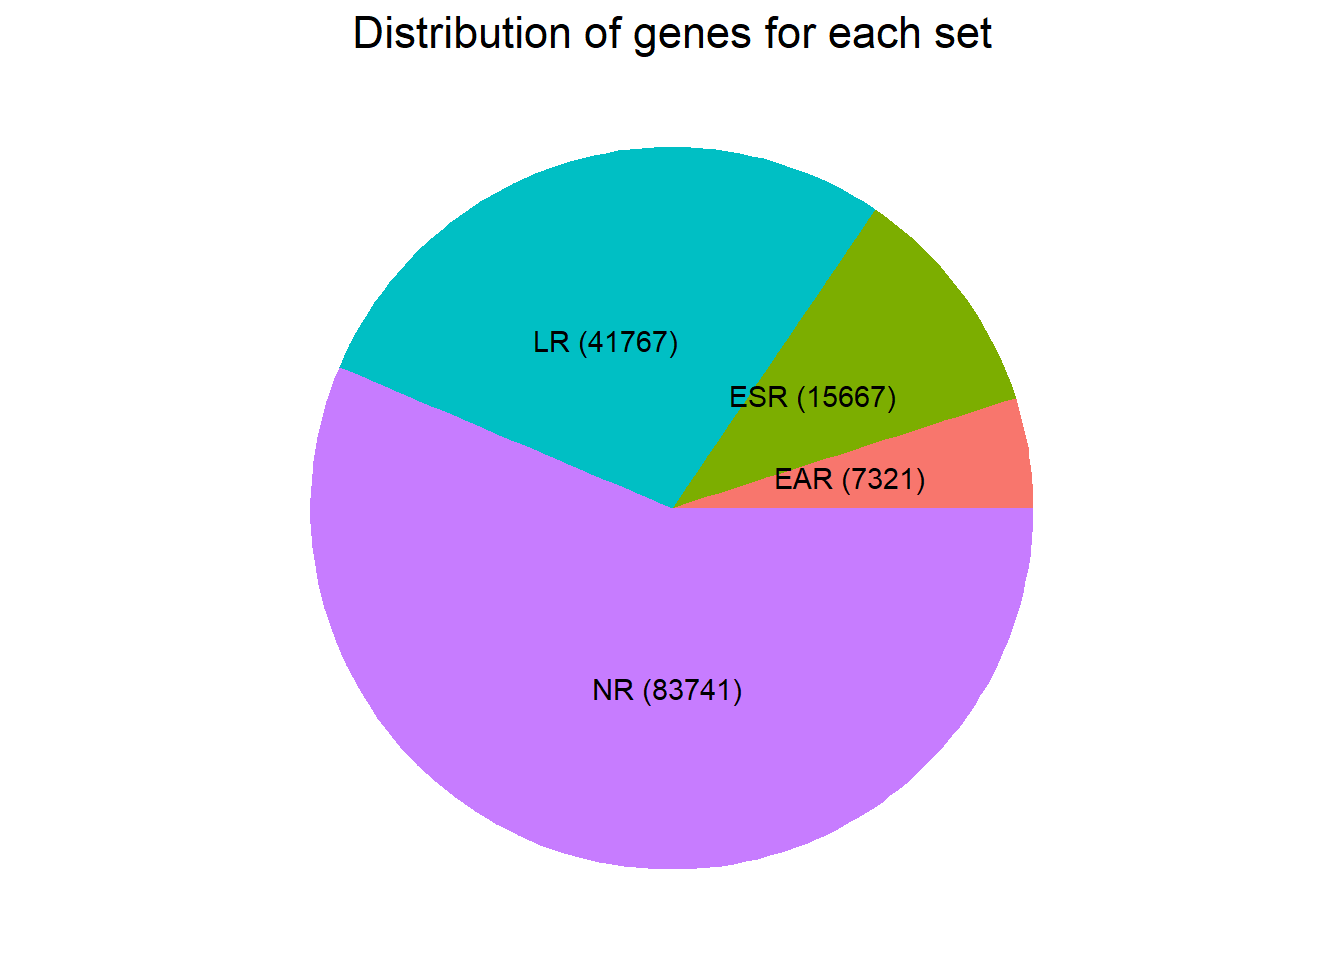 Distribution of genes for each set
LR (41767)
ESR (15667)
EAR (7321)
NR (83741)